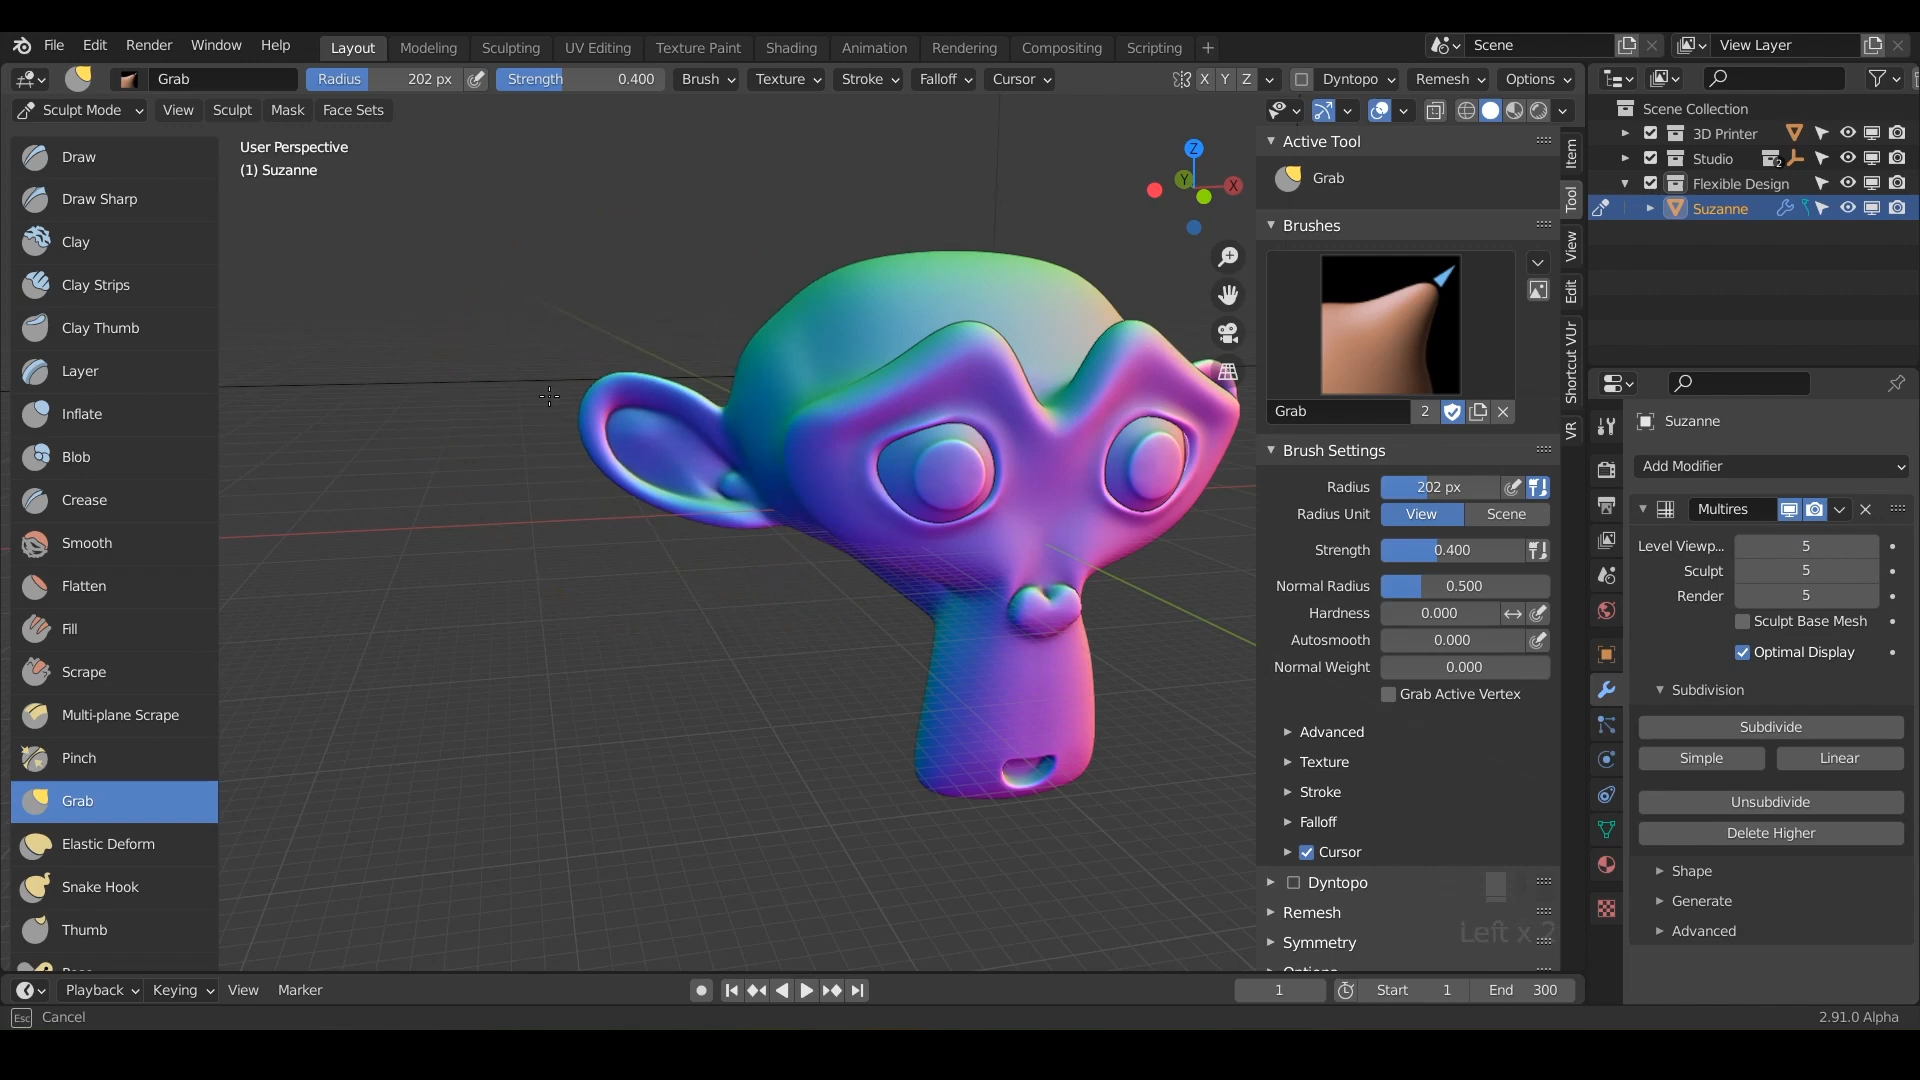 File Edit Render Window Help Layout Modeling Sculpting UV Editing Texture Paint Shading Animation Rendering Compositing Scripting + Scene View Layer
Grab Radius 202 px Strength 0.400 Brush Texture Stroke Falloff Cursor X Y Z Dyntopo Remesh Options
Sculpt Mode View Sculpt Mask Face Sets
User Perspective
(1) Suzanne
Draw
Draw Sharp
Clay
Clay Strips
Clay Thumb
Layer
Inflate
Blob
Crease
Smooth
Flatten
Fill
Scrape
Multi-plane Scrape
Pinch
Grab
Elastic Deform
Snake Hook
Thumb
Z
Y
X
Active Tool
Grab
Brushes
Grab 2
Brush Settings
Radius 202 px
Radius Unit View Scene
Strength 0.400
Normal Radius 0.500
Hardness 0.000
Autosmooth 0.000
Normal Weight 0.000
Grab Active Vertex
Advanced
Texture
Stroke
Falloff
Cursor
Dyntopo
Remesh
Left x 2
Symmetry
Options
Item
Tool
View
Edit
Shortcut VUr
VR
Scene Collection
3D Printer
Studio 2
Flexible Design
Suzanne
Suzanne
Add Modifier
Multires
Level Viewp... 5
Sculpt 5
Render 5
Sculpt Base Mesh
Optimal Display
Subdivision
Subdivide
Simple Linear
Unsubdivide
Delete Higher
Shape
Generate
Advanced
Playback Keying View Marker 1 Start 1 End 300
Esc Cancel 2.91.0 Alpha